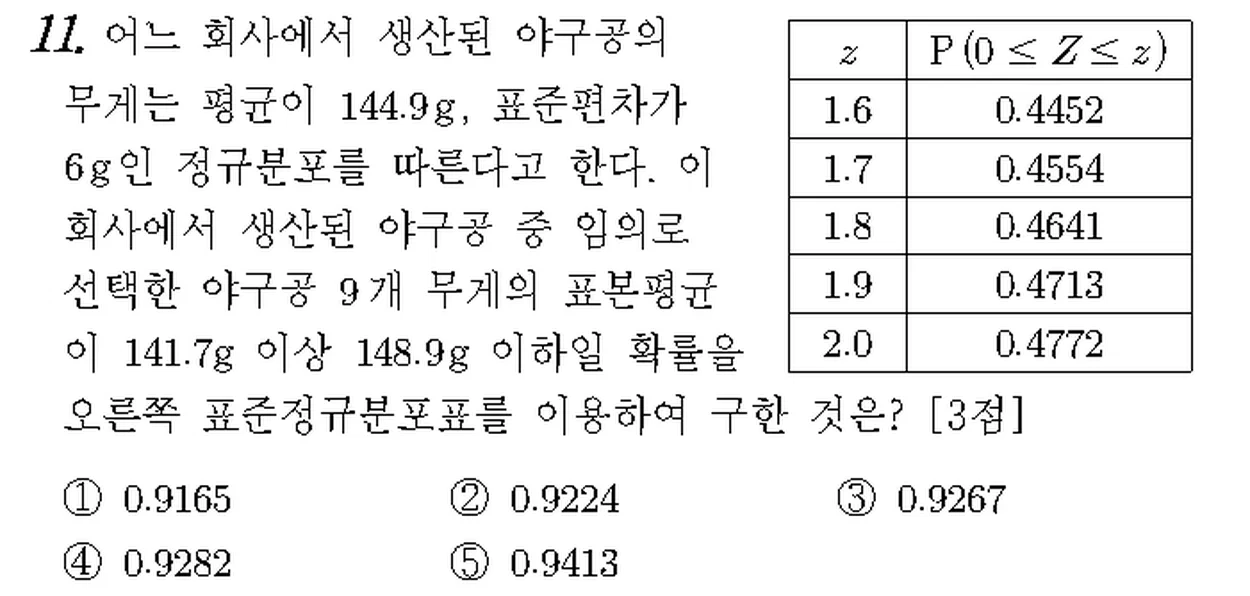 11. 어느 회사에서 생산된 야구공의
무게는 평균이 144.9g, 표준편차가
6g인 정규분포를 따른다고 한다. 이
회사에서 생산된 야구공 중 임의로
선택한 야구공 9개 무게의 표본평균
이 141.7g 이상 148.9g 이하일 확률을
오른쪽 표준정규분포표를 이용하여 구한 것은? [3점]
z P(0 ≤ Z ≤ z)
1.6 0.4452
1.7 0.4554
1.8 0.4641
1.9 0.4713
2.0 0.4772
① 0.9165 ② 0.9224 ③ 0.9267
④ 0.9282 ⑤ 0.9413